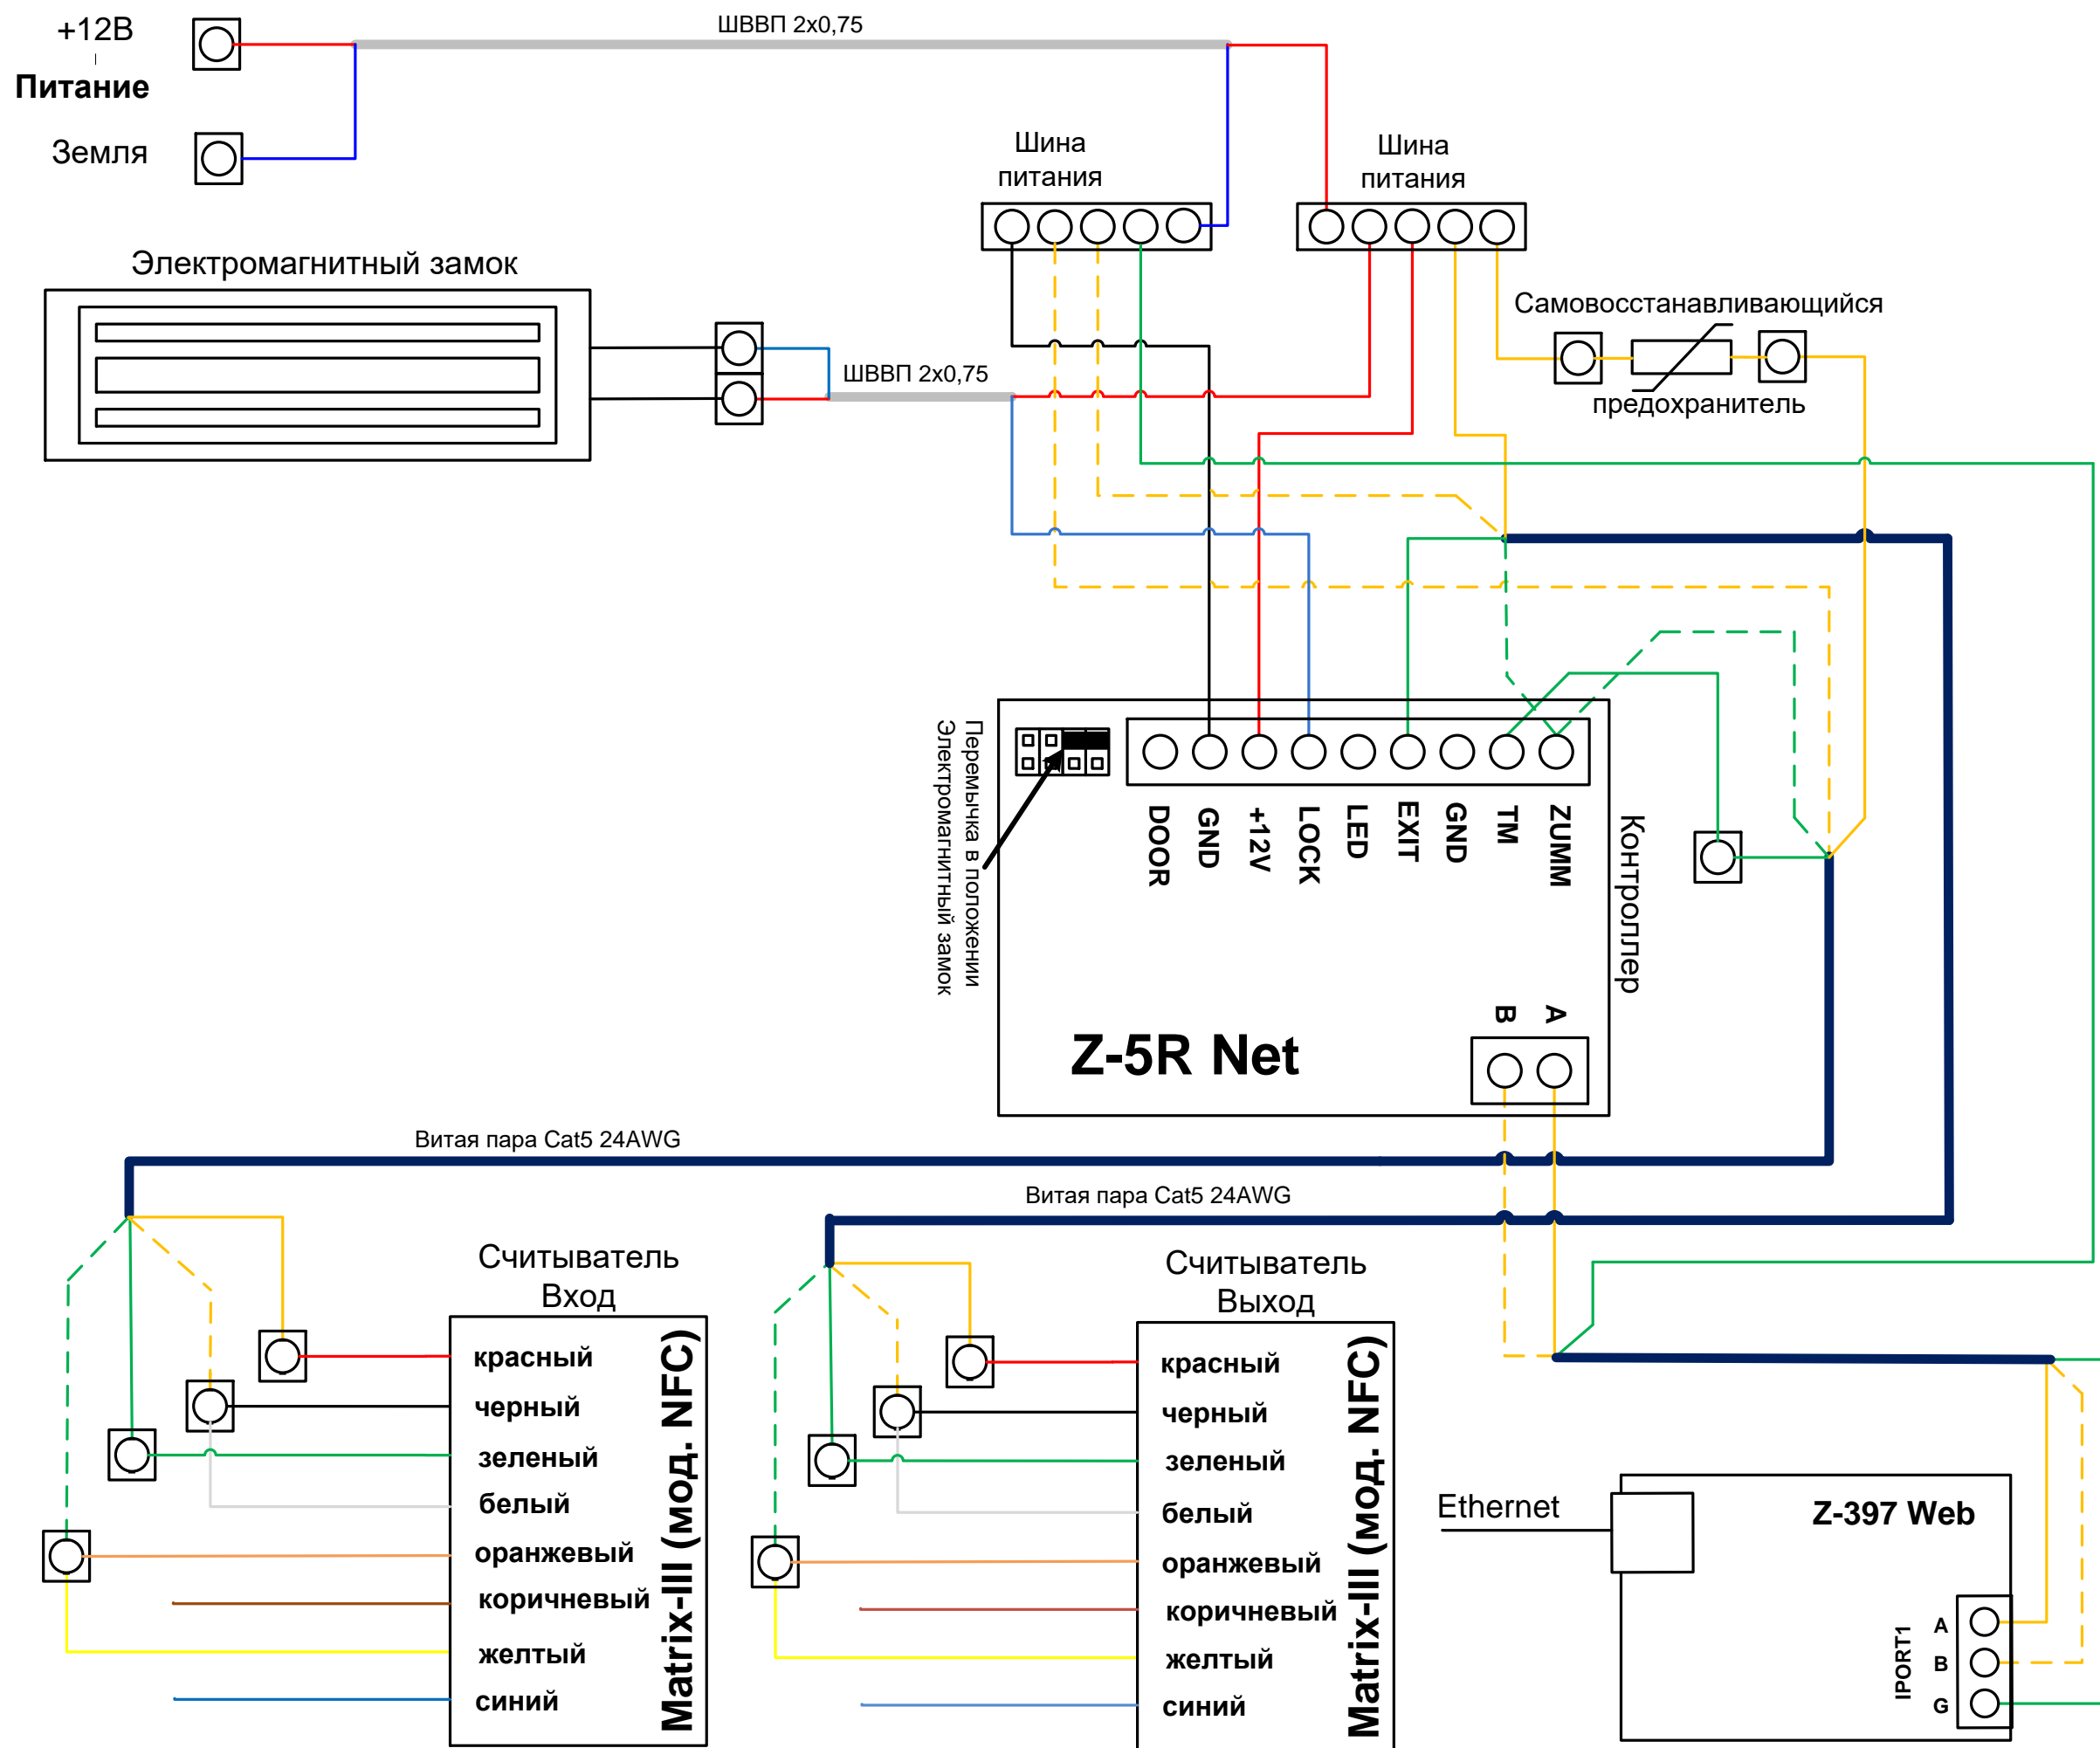 +12В
Питание
Земля
ШВВП 2х0,75
Шина
питания
Шина
питания
Электромагнитный замок
ШВВП 2х0,75
Самовосстанавливающийся
предохранитель
Перемычка в положении
Электромагнитный замок
DOOR
GND
+12V
LOCK
LED
EXIT
GND
TM
ZUMM
Контроллер
B
A
Z-5R Net
Витая пара Cat5 24AWG
Витая пара Cat5 24AWG
Считыватель
Вход
красный
черный
зеленый
белый
оранжевый
коричневый
желтый
синий
Matrix-III (мод. NFC)
Считыватель
Выход
красный
черный
зеленый
белый
оранжевый
коричневый
желтый
синий
Matrix-III (мод. NFC)
Ethernet
Z-397 Web
IPORT1
A
B
G